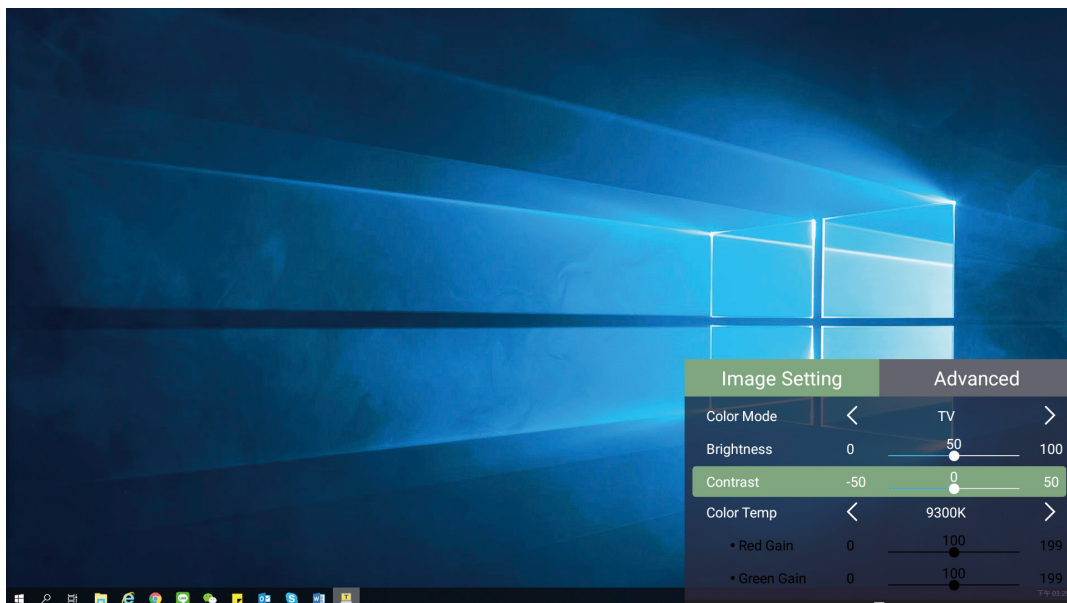 Image Setting Advanced
Color Mode TV
Brightness 0 50 100
Contrast -50 0 50
Color Temp 9300K
• Red Gain 0 100 199
• Green Gain 0 100 199